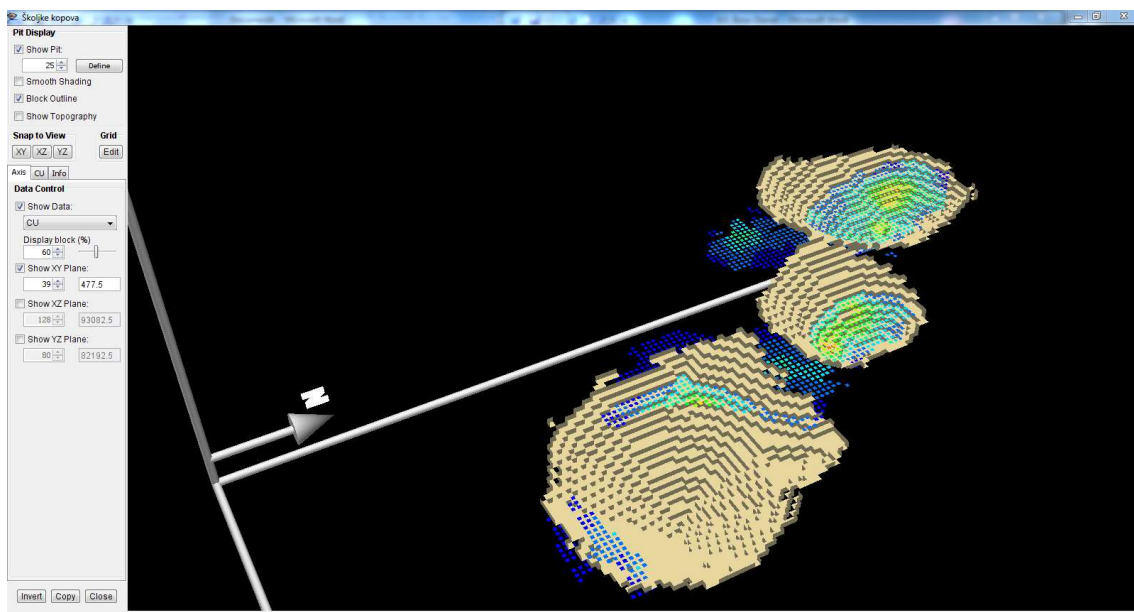 Školjke kopova
Pit Display
Show Pit:
25 Define
Smooth Shading
Block Outline
Show Topography
Snap to View Grid
XY XZ YZ Edit
Axis CU Info
Data Control
Show Data:
CU
Display block (%)
60
Show XY Plane:
39 477.5
Show XZ Plane:
128 93082.5
Show YZ Plane:
80 82192.5
N
Invert Copy Close